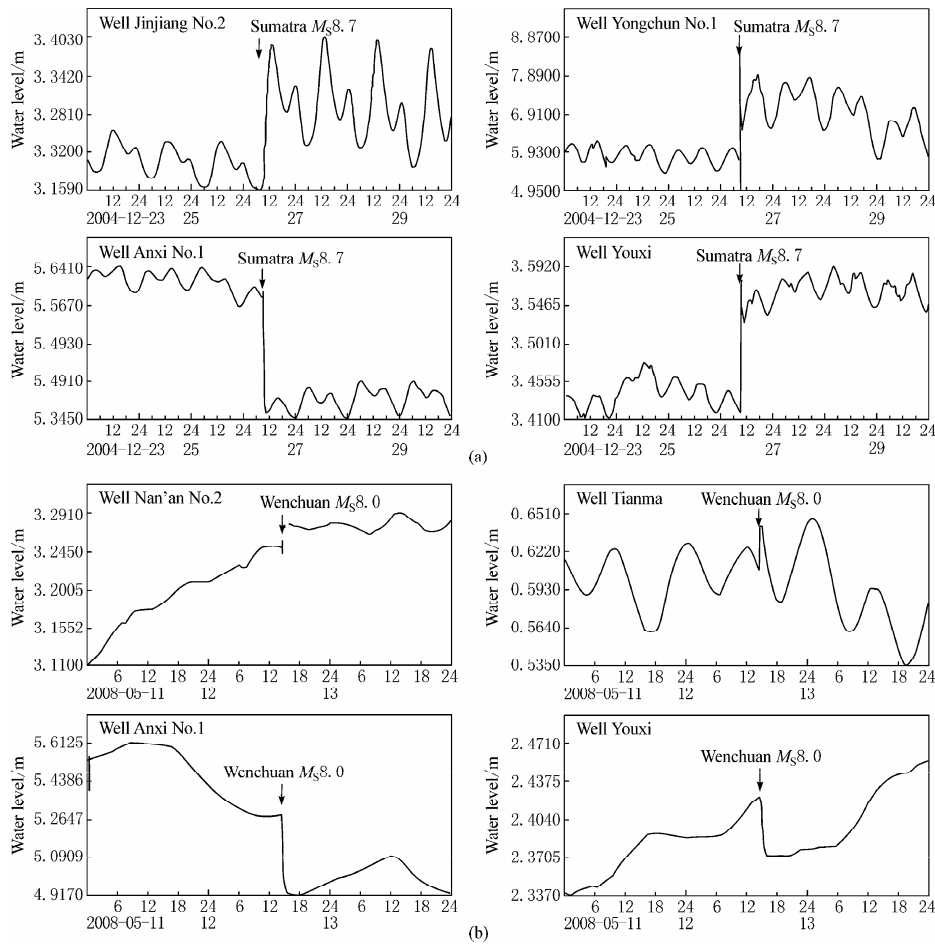 Well Jinjiang No.2
Sumatra MS8.7
Water level/m
3.4030
3.3420
3.2810
3.3200
3.1590
12 24 12 24 12 24 12 24 12 24 12 24 12 24
2004-12-23 25 27 29
Well Yongchun No.1
Sumatra MS8.7
Water level/m
8.8700
7.8900
6.9100
5.9300
4.9500
12 24 12 24 12 24 12 24 12 24 12 24 12 24
2004-12-23 25 27 29
Well Anxi No.1
Sumatra MS8.7
Water level/m
5.6410
5.5670
5.4930
5.4910
5.3450
12 24 12 24 12 24 12 24 12 24 12 24 12 24
2004-12-23 25 27 29
Well Youxi
Sumatra MS8.7
Water level/m
3.5920
3.5465
3.5010
3.4555
3.4100
12 24 12 24 12 24 12 24 12 24 12 24 12 24
2004-12-23 25 27 29
(a)
Well Nan'an No.2
Wenchuan MS8.0
Water level/m
3.2910
3.2450
3.2005
3.1552
3.1100
6 12 18 24 6 12 18 24 6 12 18 24
2008-05-11 12 13
Well Tianma
Wenchuan MS8.0
Water level/m
0.6510
0.6220
0.5930
0.5640
0.5350
6 12 18 24 6 12 18 24 6 12 18 24
2008-05-11 12 13
Well Anxi No.1
Wenchuan MS8.0
Water level/m
5.6125
5.4386
5.2647
5.0909
4.9170
6 12 18 24 6 12 18 24 6 12 18 24
2008-05-11 12 13
Well Youxi
Wenchuan MS8.0
Water level/m
2.4710
2.4375
2.4040
2.3705
2.3370
6 12 18 24 6 12 18 24 6 12 18 24
2008-05-11 12 13
(b)